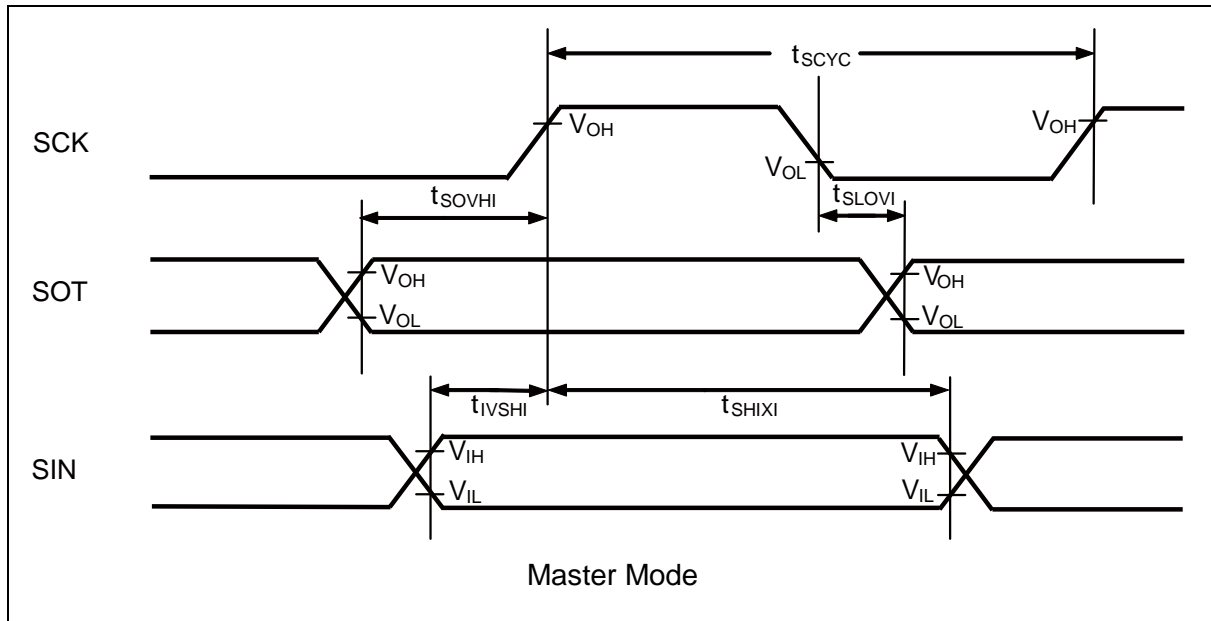 tSCYC
SCK
VOH
VOH
VOL
tSOVHI
tSLOVI
SOT
VOH
VOH
VOL
VOL
tIVSHI
tSHIXI
SIN
VIH
VIH
VIL
VIL
Master Mode